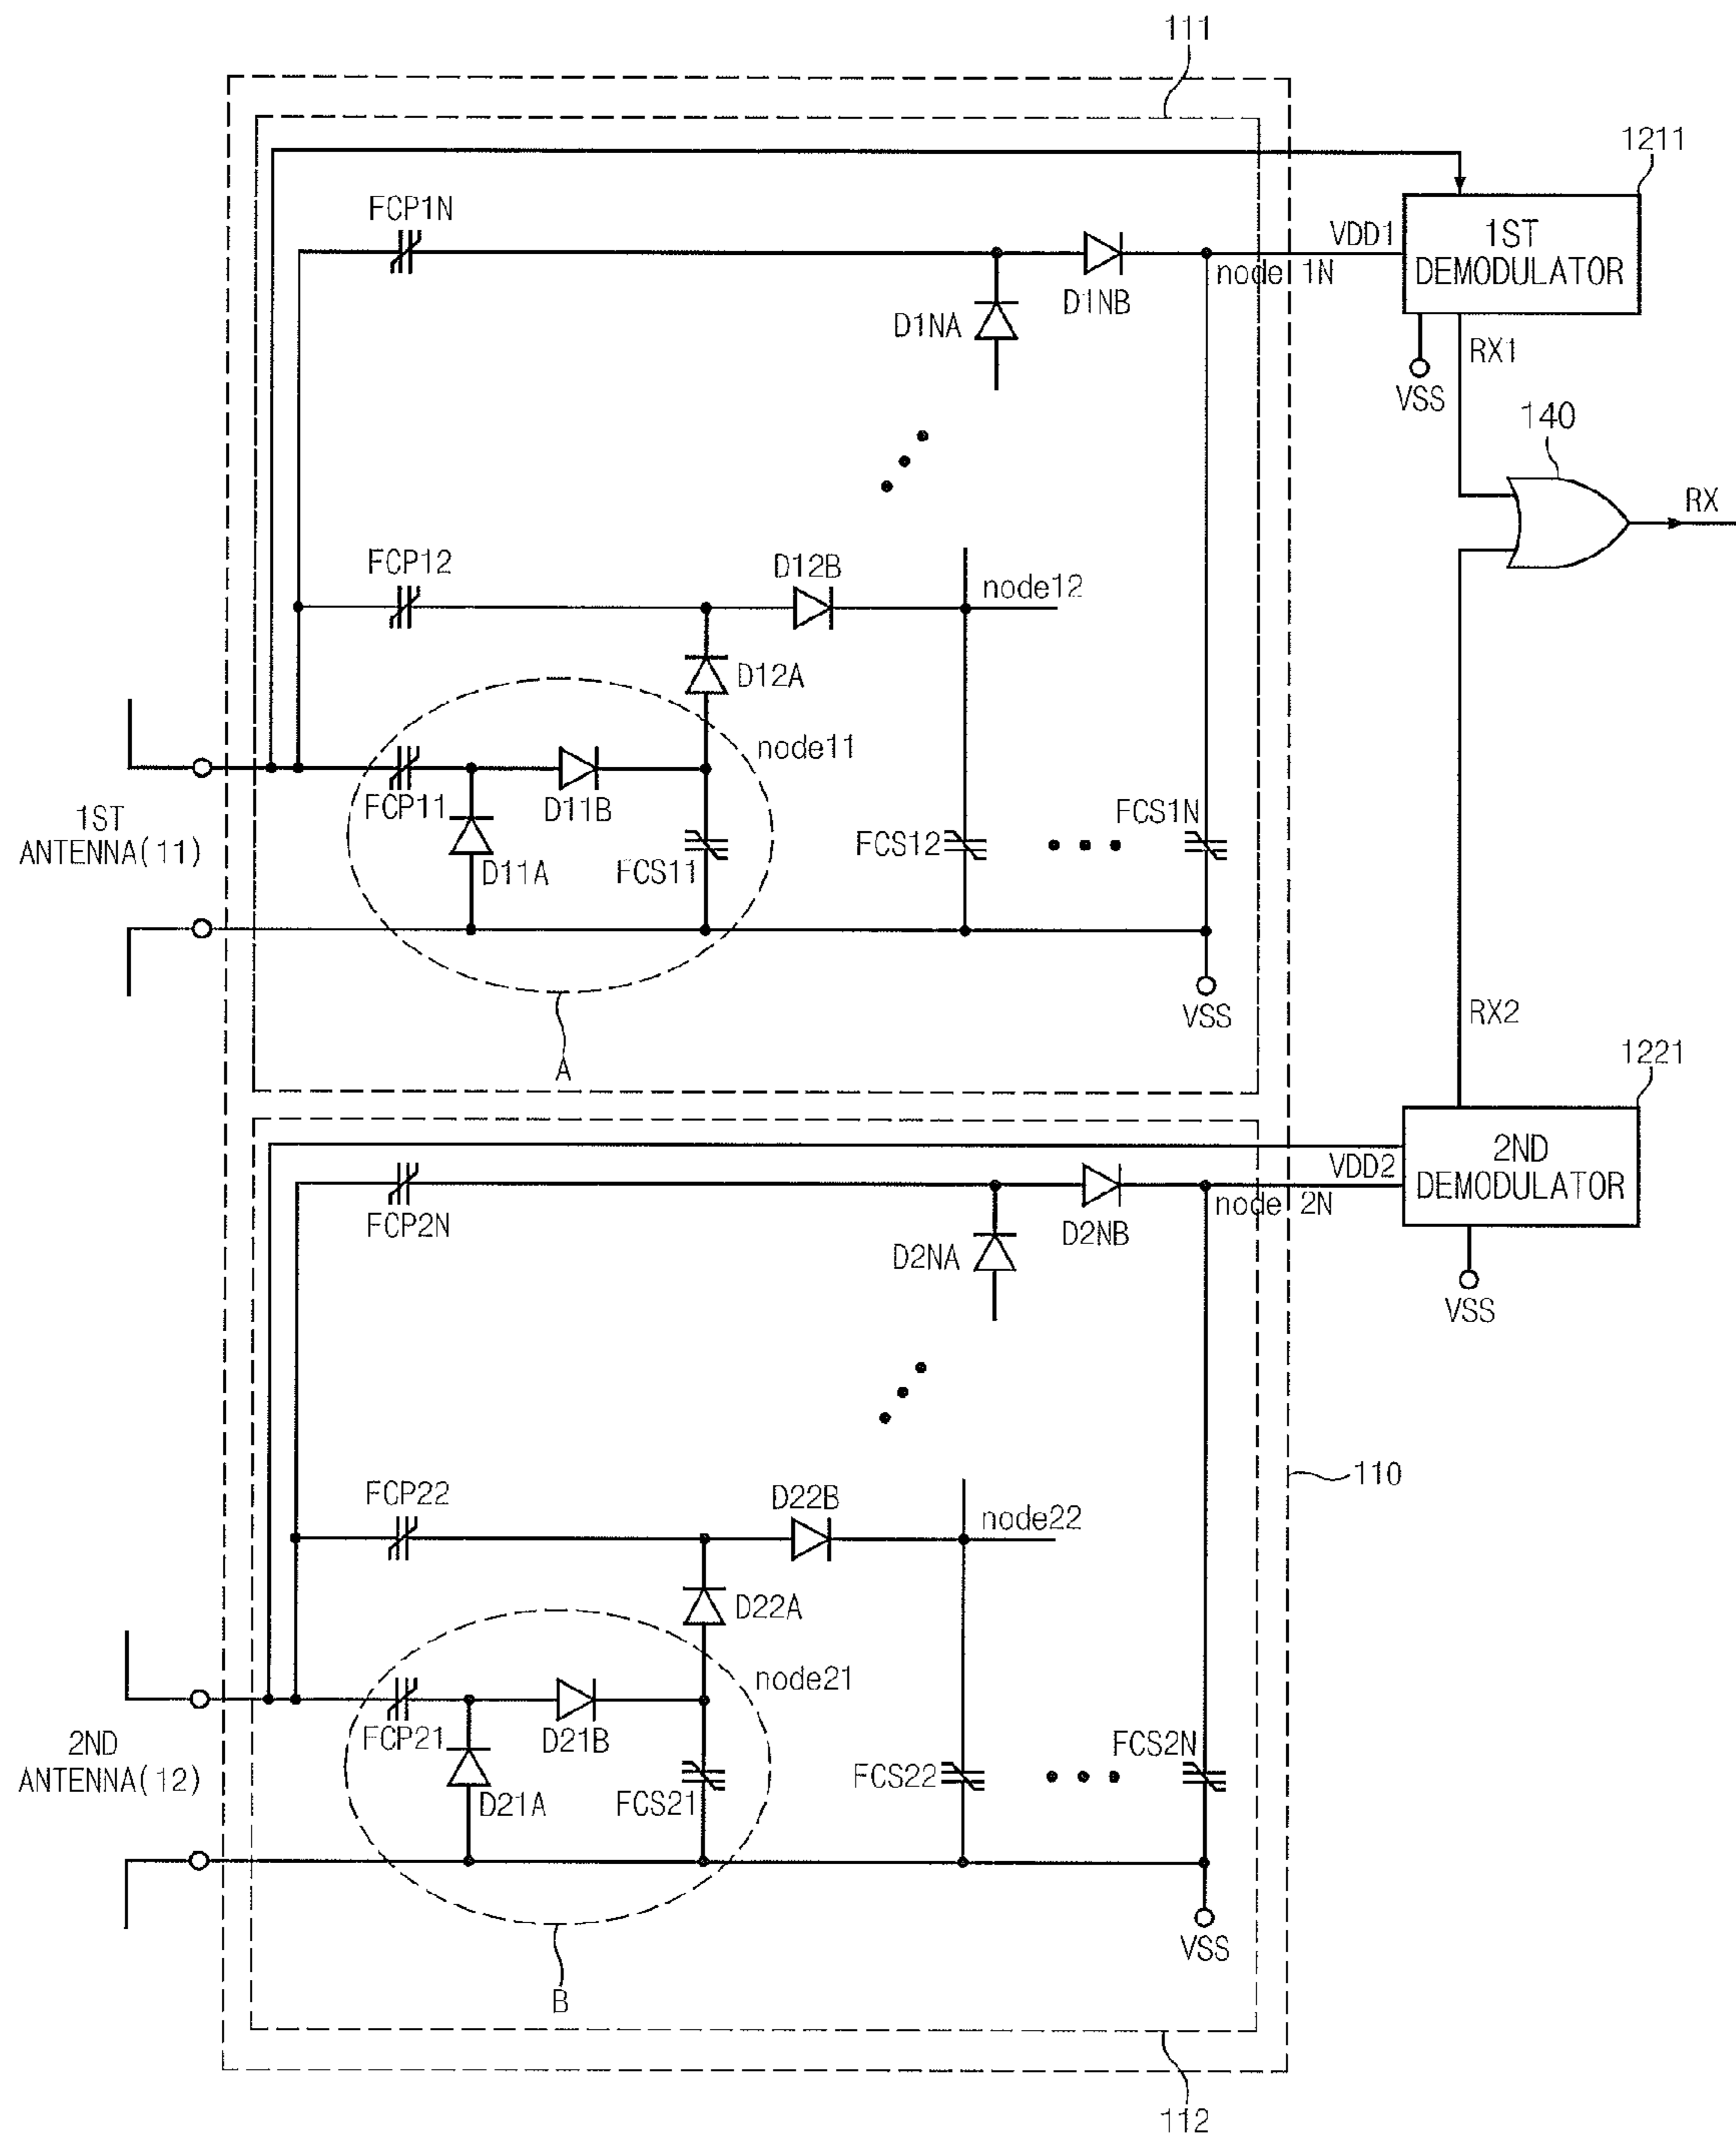 111
1211
FCP1N
VDD1
1ST
DEMODULATOR
node 1N
D1NB
D1NA
RX1
VSS
140
RX
FCP12
D12B
node12
D12A
node11
FCP11
D11B
FCS1N
1ST
ANTENNA(11)
D11A
FCS11
FCS12
VSS
RX2
A
1221
2ND
DEMODULATOR
VDD2
FCP2N
node 2N
D2NB
D2NA
VSS
110
FCP22
D22B
node22
D22A
node21
FCP21
D21B
FCS2N
2ND
ANTENNA(12)
D21A
FCS21
FCS22
VSS
B
112